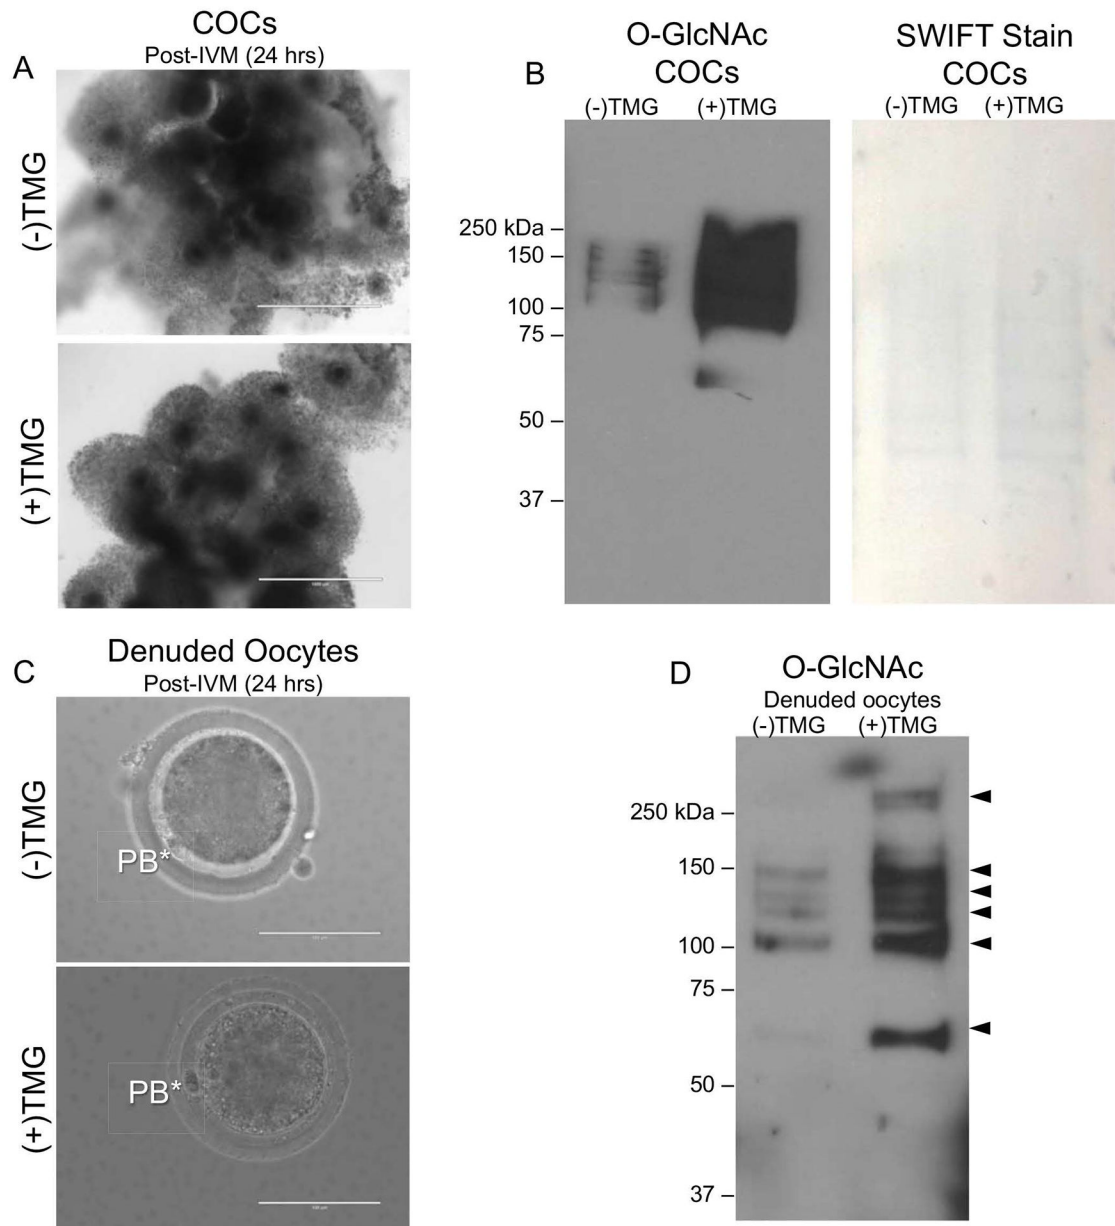 COCs
Post-IVM (24 hrs)
A
(-)TMG
(+)TMG
B
O-GlcNAc
COCs
(-)TMG (+)TMG
SWIFT Stain
COCs
(-)TMG (+)TMG
250 kDa
150
100
75
50
37
C
Denuded Oocytes
Post-IVM (24 hrs)
(-)TMG
PB*
(+)TMG
PB*
D
O-GlcNAc
Denuded oocytes
(-)TMG (+)TMG
250 kDa
150
100
75
50
37